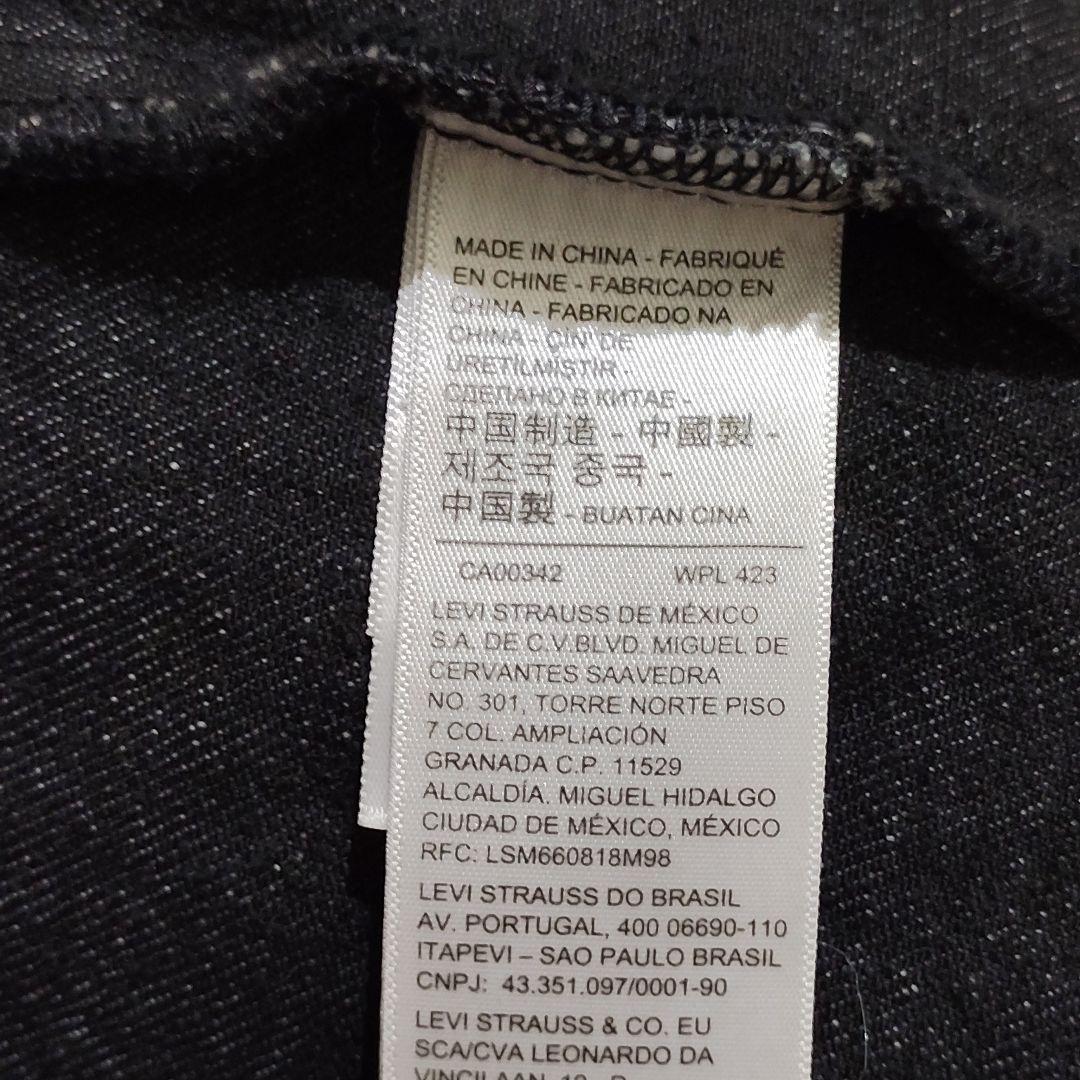 MADE IN CHINA - FABRIQUÉ
EN CHINE - FABRICADO EN
CHINA - FABRICADO NA
CHINA - ÇIN' DE
ÜRETİLMİSTİR -
СДЕЛАНО В КИТАЕ -
中国制造 - 中國製 -
제조국 중국 -
中国製 - BUATAN CINA
CA00342 WPL 423
LEVI STRAUSS DE MÉXICO
S.A. DE C.V.BLVD. MIGUEL DE
CERVANTES SAAVEDRA
NO. 301, TORRE NORTE PISO
7 COL. AMPLIACIÓN
GRANADA C.P. 11529
ALCALDÍA. MIGUEL HIDALGO
CIUDAD DE MÉXICO, MÉXICO
RFC: LSM660818M98
LEVI STRAUSS DO BRASIL
AV. PORTUGAL, 400 06690-110
ITAPEVI – SAO PAULO BRASIL
CNPJ: 43.351.097/0001-90
LEVI STRAUSS & CO. EU
SCA/CVA LEONARDO DA